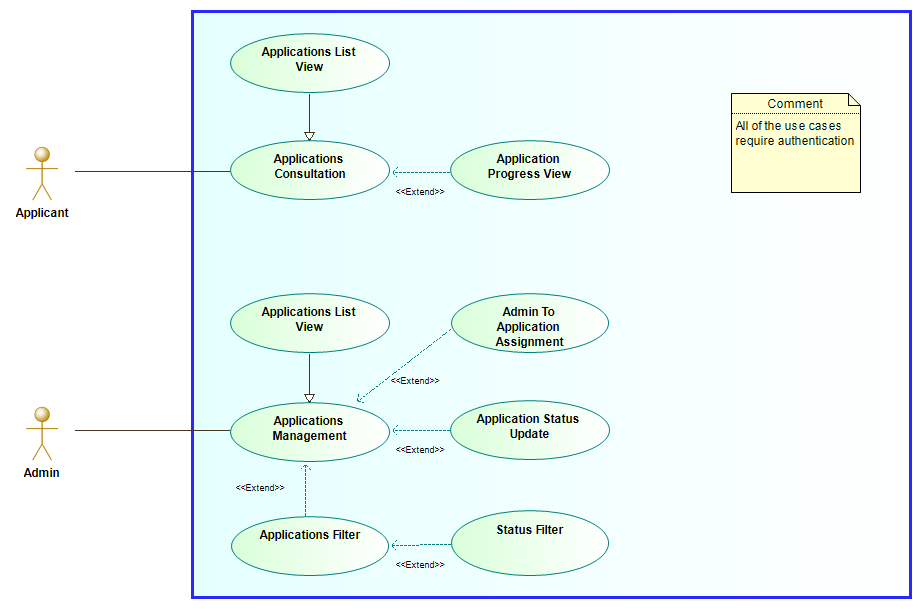 Applications List
View
Comment
All of the use cases
require authentication
Applications
Consultation
Application
Progress View
<<Extend>>
Applicant
Applications List
View
Admin To
Application
Assignment
<<Extend>>
Applications
Management
Application Status
Update
<<Extend>>
Admin
<<Extend>>
Applications Filter
Status Filter
<<Extend>>